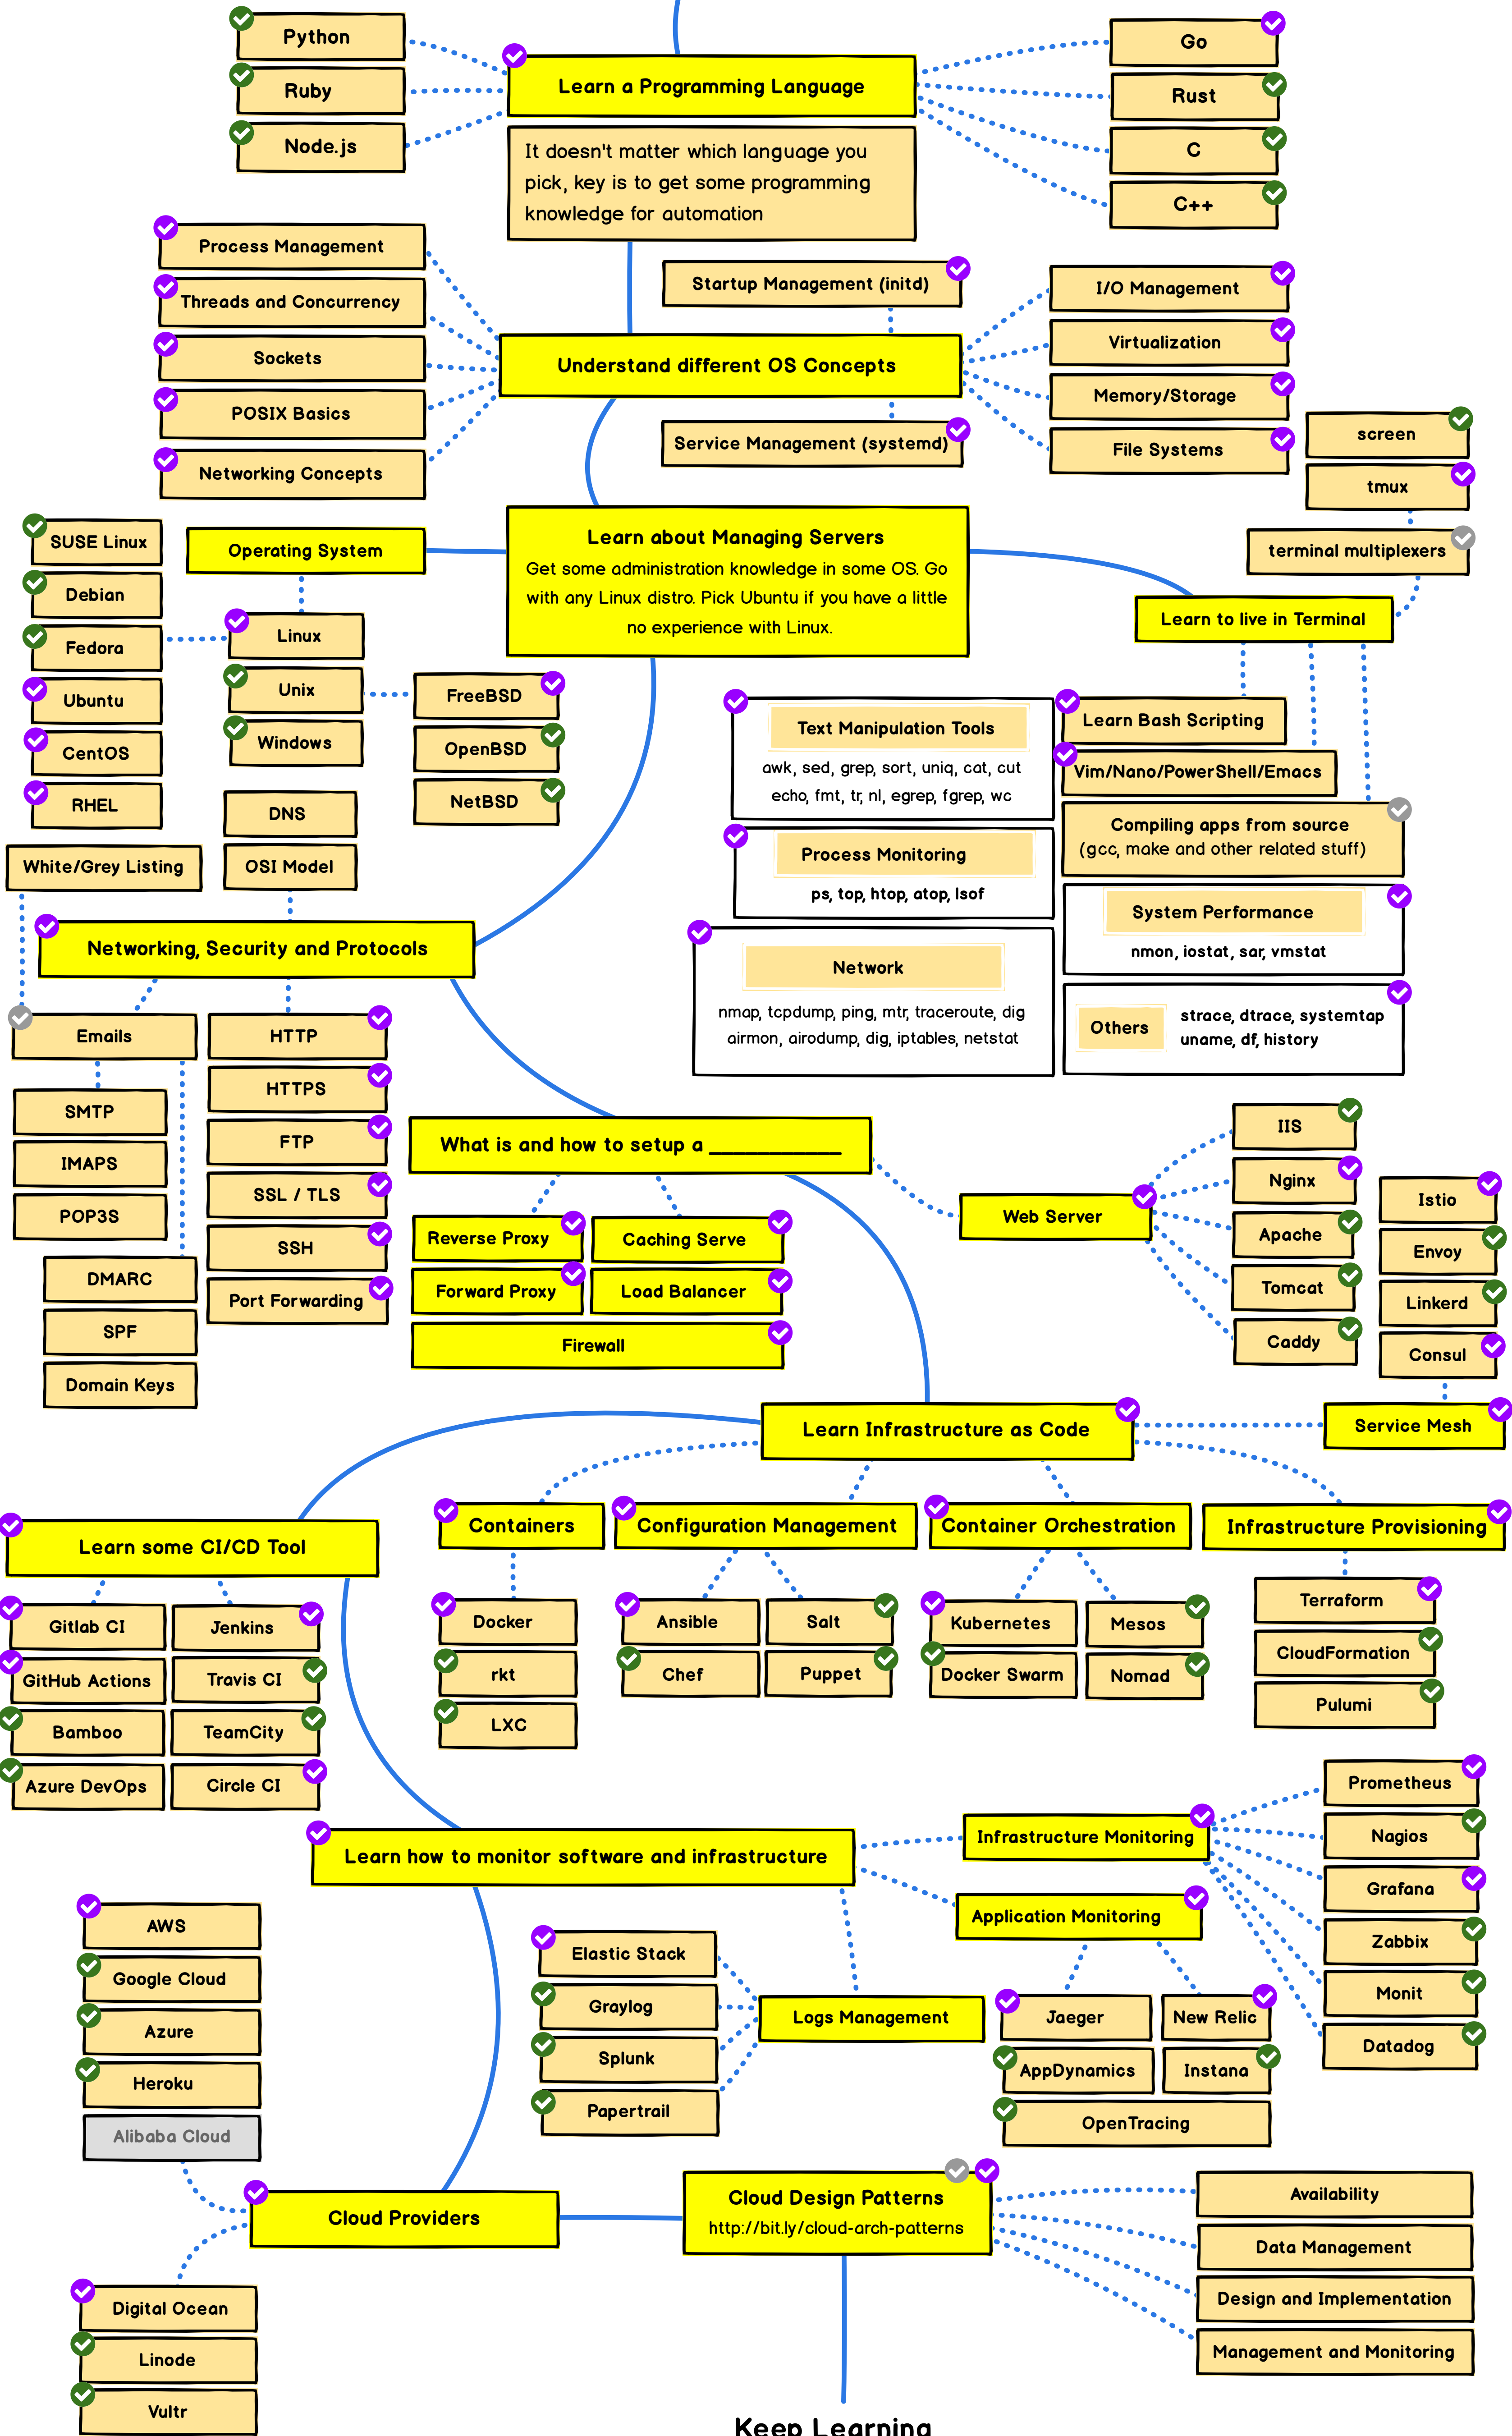 Python
Ruby
Node.js
Learn a Programming Language
It doesn't matter which language you
pick, key is to get some programming
knowledge for automation
Go
Rust
C
C++
Process Management
Threads and Concurrency
Sockets
POSIX Basics
Networking Concepts
Startup Management (initd)
Understand different OS Concepts
Service Management (systemd)
I/O Management
Virtualization
Memory/Storage
File Systems
screen
tmux
terminal multiplexers
Learn to live in Terminal
Learn about Managing Servers
Get some administration knowledge in some OS. Go
with any Linux distro. Pick Ubuntu if you have a little
no experience with Linux.
Operating System
SUSE Linux
Debian
Fedora
Ubuntu
CentOS
RHEL
Linux
Unix
Windows
FreeBSD
OpenBSD
NetBSD
DNS
OSI Model
White/Grey Listing
Text Manipulation Tools
awk, sed, grep, sort, uniq, cat, cut
echo, fmt, tr, nl, egrep, fgrep, wc
Process Monitoring
ps, top, htop, atop, lsof
Network
nmap, tcpdump, ping, mtr, traceroute, dig
airmon, airodump, dig, iptables, netstat
Learn Bash Scripting
Vim/Nano/PowerShell/Emacs
Compiling apps from source
(gcc, make and other related stuff)
System Performance
nmon, iostat, sar, vmstat
Others
strace, dtrace, systemtap
uname, df, history
Networking, Security and Protocols
Emails
SMTP
IMAPS
POP3S
DMARC
SPF
Domain Keys
HTTP
HTTPS
FTP
SSL / TLS
SSH
Port Forwarding
What is and how to setup a ___________
Reverse Proxy
Caching Serve
Forward Proxy
Load Balancer
Firewall
Web Server
IIS
Nginx
Apache
Tomcat
Caddy
Istio
Envoy
Linkerd
Consul
Service Mesh
Learn Infrastructure as Code
Containers
Configuration Management
Container Orchestration
Infrastructure Provisioning
Docker
rkt
LXC
Ansible
Salt
Chef
Puppet
Kubernetes
Mesos
Docker Swarm
Nomad
Terraform
CloudFormation
Pulumi
Learn some CI/CD Tool
Gitlab CI
Jenkins
GitHub Actions
Travis CI
Bamboo
TeamCity
Azure DevOps
Circle CI
Learn how to monitor software and infrastructure
Infrastructure Monitoring
Prometheus
Nagios
Grafana
Zabbix
Monit
Datadog
Application Monitoring
Jaeger
New Relic
AppDynamics
Instana
OpenTracing
Elastic Stack
Graylog
Splunk
Papertrail
Logs Management
AWS
Google Cloud
Azure
Heroku
Alibaba Cloud
Cloud Providers
Digital Ocean
Linode
Vultr
Cloud Design Patterns
http://bit.ly/cloud-arch-patterns
Availability
Data Management
Design and Implementation
Management and Monitoring
Keep Learning